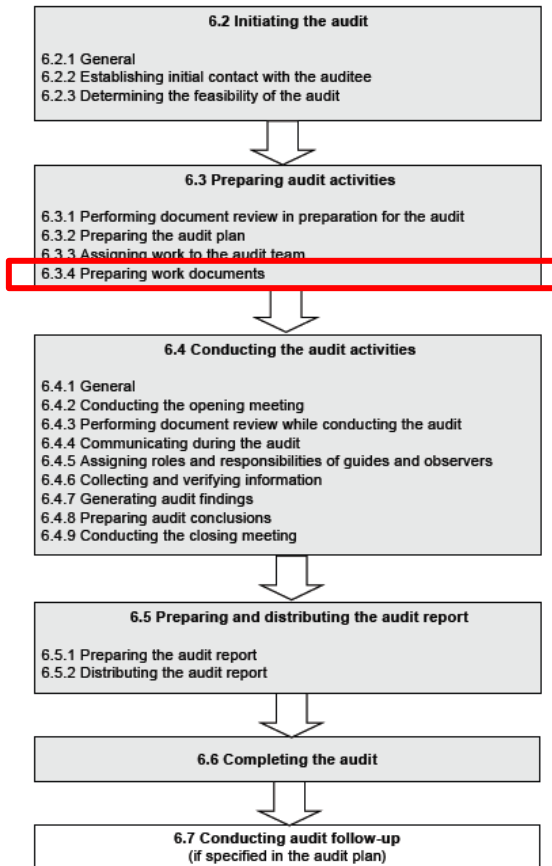 6.2 Initiating the audit
6.2.1 General
6.2.2 Establishing initial contact with the auditee
6.2.3 Determining the feasibility of the audit
6.3 Preparing audit activities
6.3.1 Performing document review in preparation for the audit
6.3.2 Preparing the audit plan
6.3.3 Assigning work to the audit team
6.3.4 Preparing work documents
6.4 Conducting the audit activities
6.4.1 General
6.4.2 Conducting the opening meeting
6.4.3 Performing document review while conducting the audit
6.4.4 Communicating during the audit
6.4.5 Assigning roles and responsibilities of guides and observers
6.4.6 Collecting and verifying information
6.4.7 Generating audit findings
6.4.8 Preparing audit conclusions
6.4.9 Conducting the closing meeting
6.5 Preparing and distributing the audit report
6.5.1 Preparing the audit report
6.5.2 Distributing the audit report
6.6 Completing the audit
6.7 Conducting audit follow-up
(if specified in the audit plan)